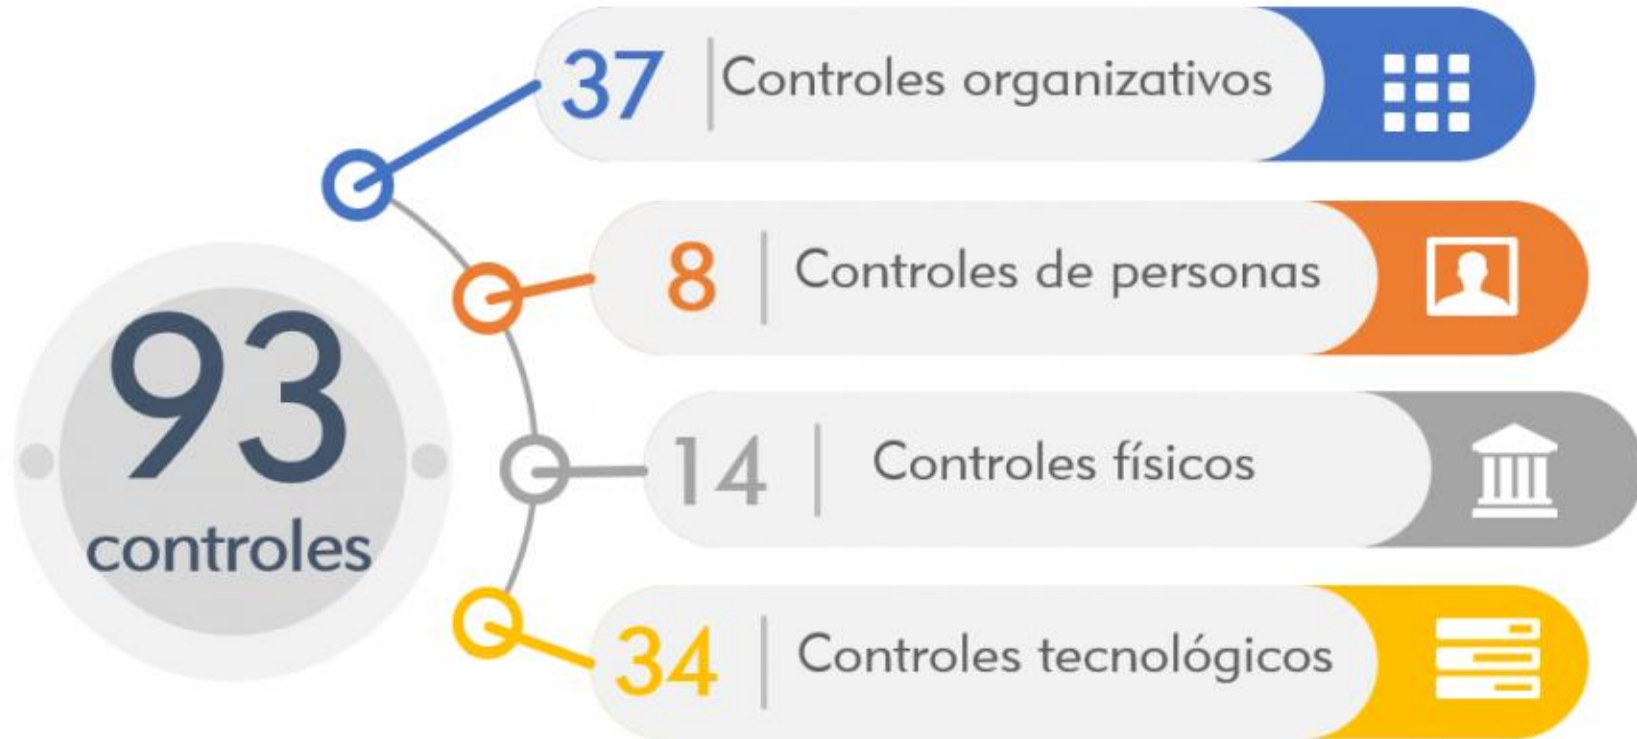 37 Controles organizativos
8 Controles de personas
93
controles
14 Controles físicos
34 Controles tecnológicos